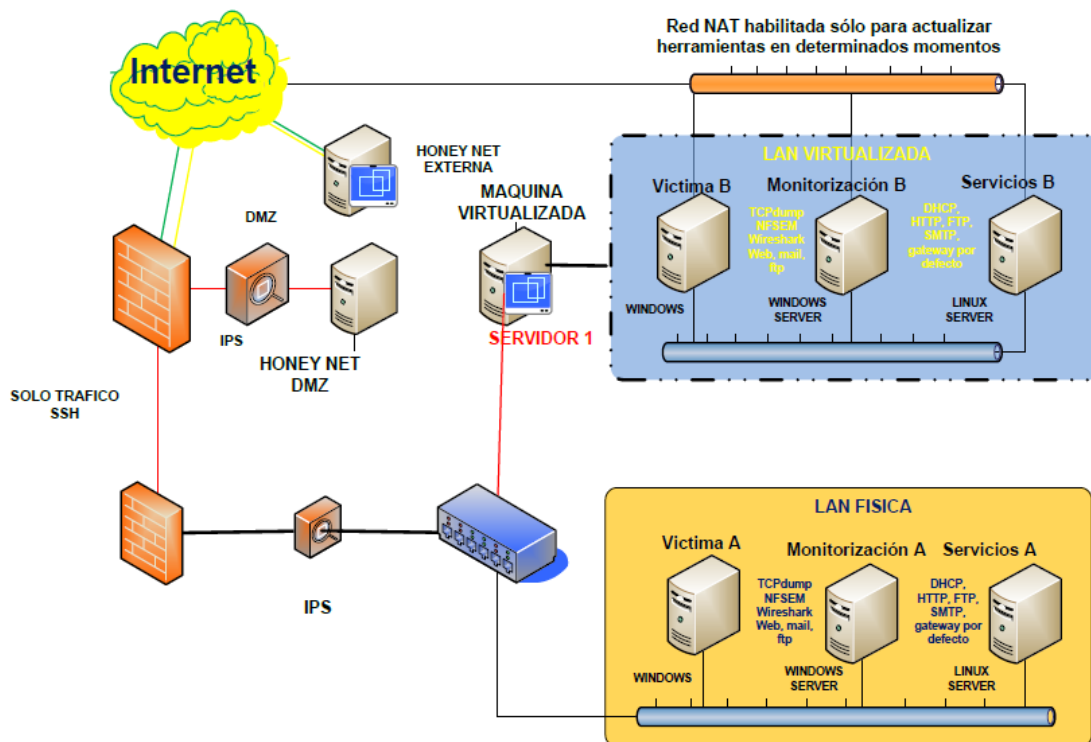 Red NAT habilitada sólo para actualizar
herramientas en determinados momentos
Internet
HONEY NET
EXTERNA
DMZ
IPS
HONEY NET
DMZ
MAQUINA
VIRTUALIZADA
SERVIDOR 1
LAN VIRTUALIZADA
Victima B
WINDOWS
Monitorización B
TCPdump
NFSEM
Wireshark
Web, mail,
ftp
WINDOWS
SERVER
Servicios B
DHCP,
HTTP, FTP,
SMTP,
gateway por
defecto
LINUX
SERVER
SOLO TRAFICO
SSH
IPS
LAN FISICA
Victima A
WINDOWS
Monitorización A
TCPdump
NFSEM
Wireshark
Web, mail,
ftp
WINDOWS
SERVER
Servicios A
DHCP,
HTTP, FTP,
SMTP,
gateway por
defecto
LINUX
SERVER